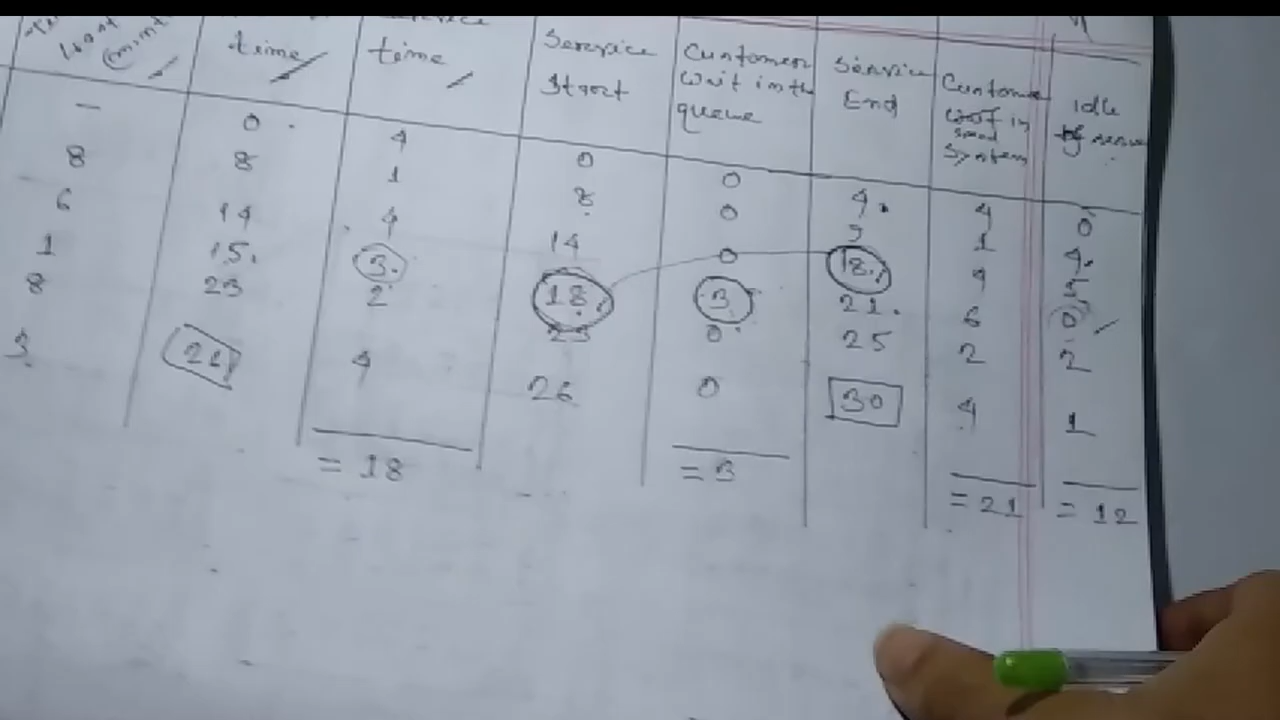 time time Service Start Customer Wait in the queue Service End Customer in System Idle
- 0 4 0 0 4 4 0
8 8 1 8 0 9 1 4
6 14 4 14 0 18 4 5
1 15 3 18 3 21 6 0
8 23 2 23 0 25 2 2
3 4 26 0 30 4 1
= 18 = 3 = 21 = 12